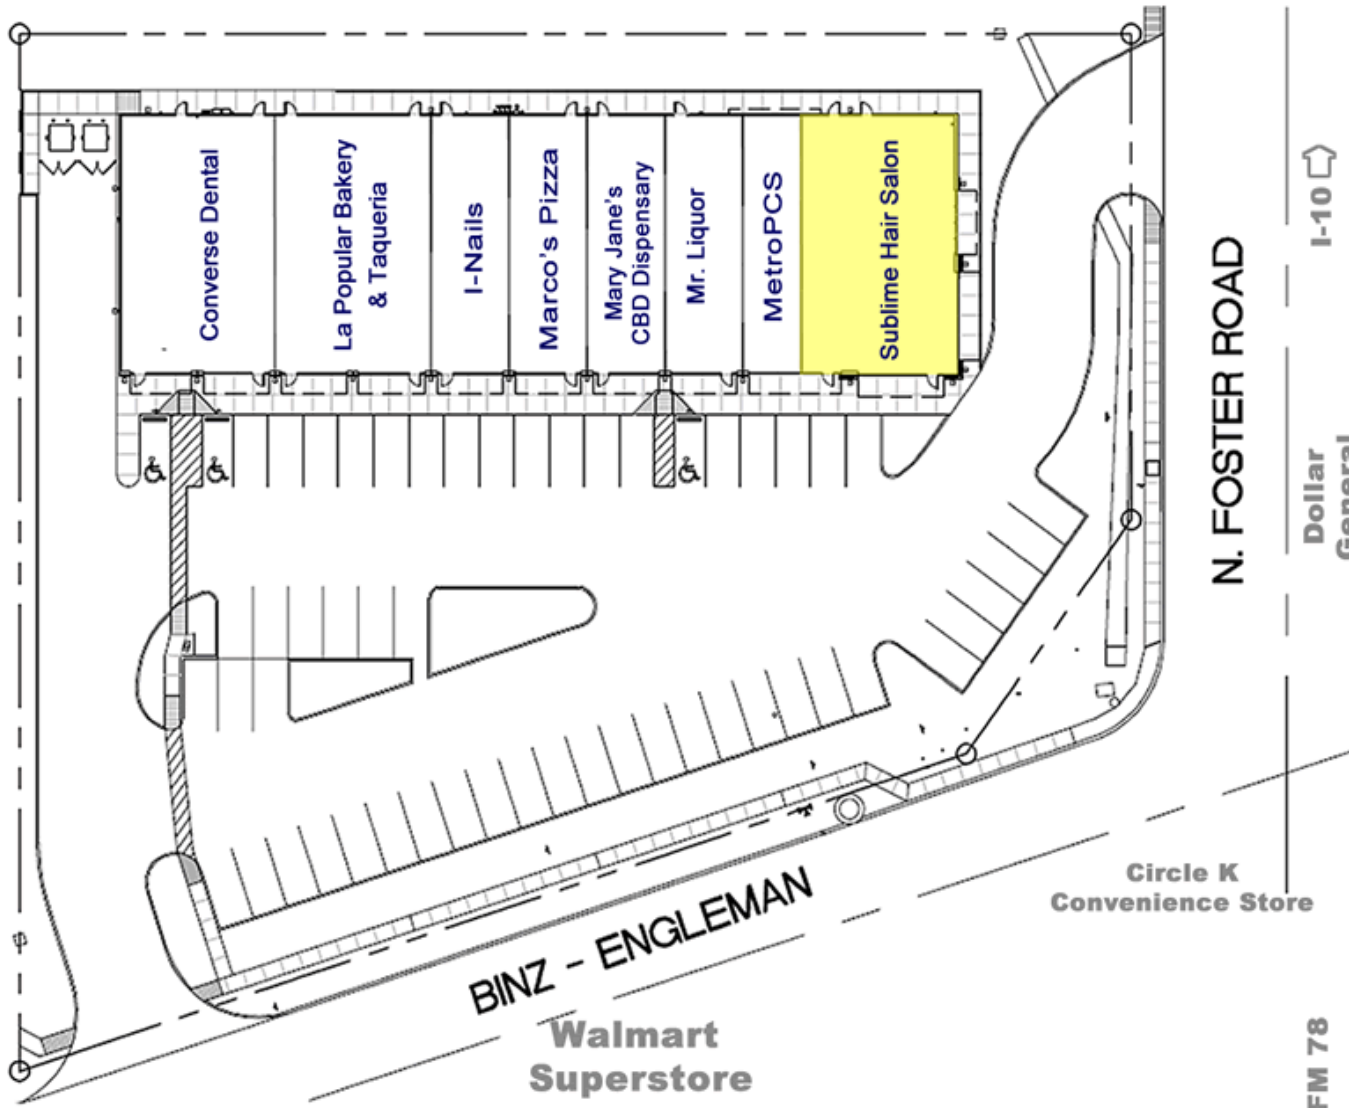 Converse Dental
La Popular Bakery
& Taqueria
I-Nails
Marco's Pizza
Mary Jane's
CBD Dispensary
Mr. Liquor
MetroPCS
Sublime Hair Salon
I-10
N. FOSTER ROAD
Dollar
General
Circle K
Convenience Store
BINZ - ENGLEMAN
Walmart
Superstore
FM 78